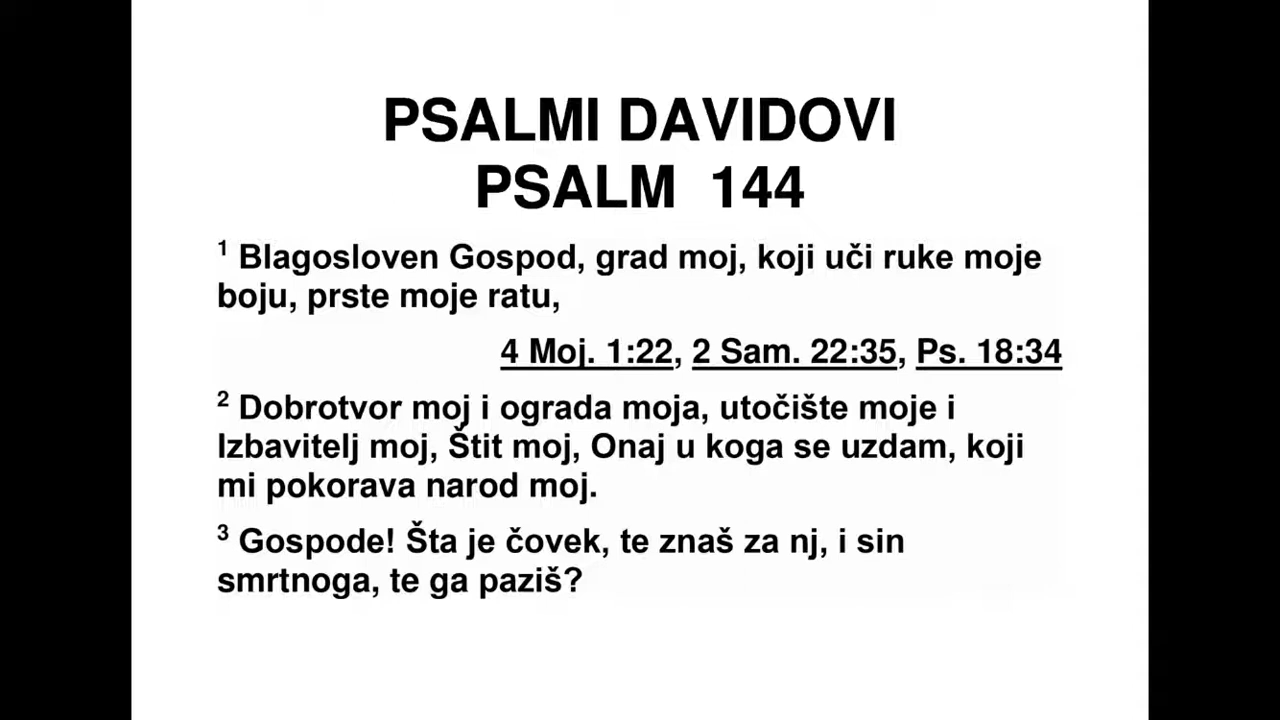 PSALMI DAVIDOVI
PSALM 144
1 Blagosloven Gospod, grad moj, koji uči ruke moje
boju, prste moje ratu,
4 Moj. 1:22, 2 Sam. 22:35, Ps. 18:34
2 Dobrotvor moj i ograda moja, utočište moje i
Izbavitelj moj, Štit moj, Onaj u koga se uzdam, koji
mi pokorava narod moj.
3 Gospode! Šta je čovek, te znaš za nj, i sin
smrtnoga, te ga paziš?